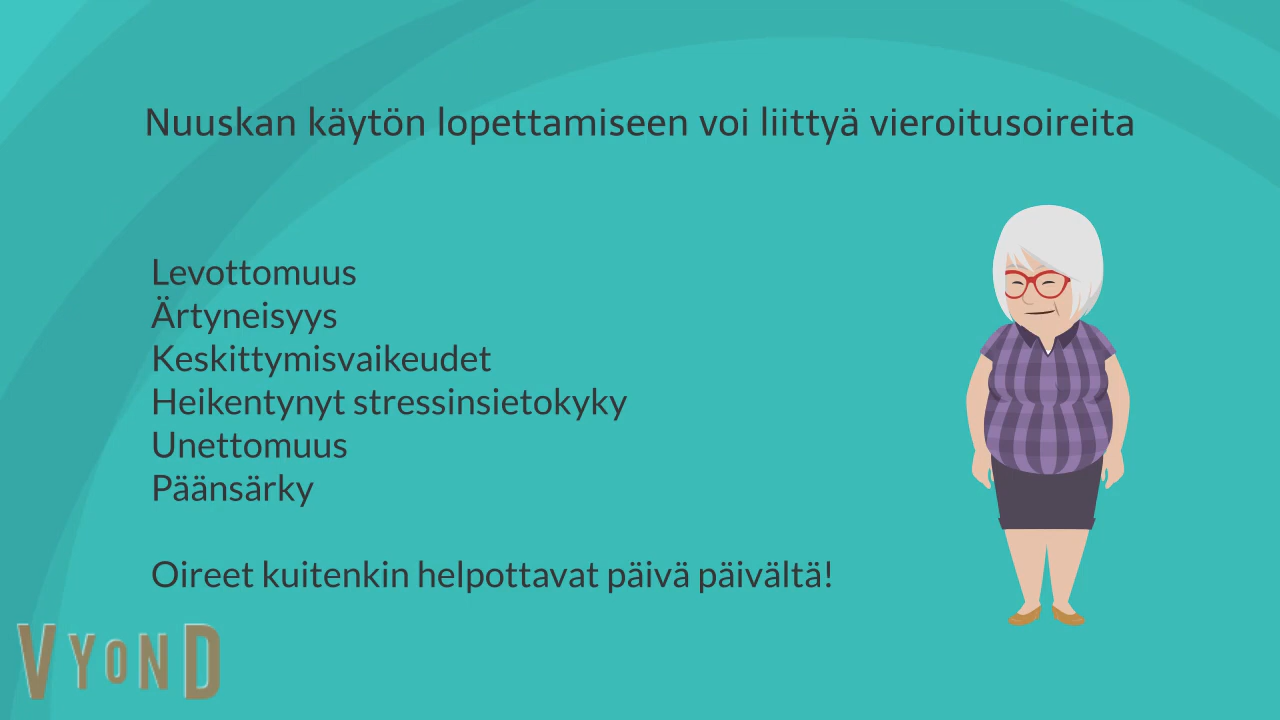 Nuuskan käytön lopettamiseen voi liittyä vieroitusoireita
Levottomuus
Ärtyneisyys
Keskittymisvaikeudet
Heikentynyt stressinsietokyky
Unettomuus
Päänsärky
Oireet kuitenkin helpottavat päivä päivältä!
VYOND